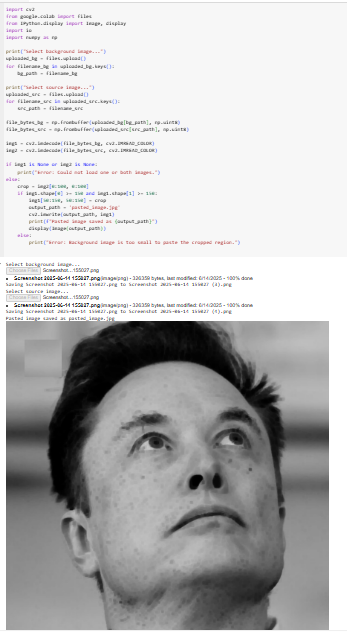 import cv2
from google.colab import files
from IPython.display import Image, display
import io
import numpy as np
print("Select background image...")
uploaded_bg = files.upload()
for filename_bg in uploaded_bg.keys():
bg_path = filename_bg
print("Select source image...")
uploaded_src = files.upload()
for filename_src in uploaded_src.keys():
src_path = filename_src
file_bytes_bg = np.frombuffer(uploaded_bg[bg_path], np.uint8)
file_bytes_src = np.frombuffer(uploaded_src[src_path], np.uint8)
img1 = cv2.imdecode(file_bytes_bg, cv2.IMREAD_COLOR)
img2 = cv2.imdecode(file_bytes_src, cv2.IMREAD_COLOR)
if img1 is None or img2 is None:
print("Error: Could not load one or both images.")
else:
crop = img2[0:100, 0:100]
if img1.shape[0] >= 150 and img1.shape[1] >= 150:
img1[50:150, 50:150] = crop
output_path = 'pasted_image.jpg'
cv2.imwrite(output_path, img1)
print(f"Pasted image saved as {output_path}")
display(Image(output_path))
else:
print("Error: Background image is too small to paste the cropped region.")
Select background image...
Choose Files Screenshot...155027.png
Screenshot 2025-06-14 155027.png(image/png) - 326359 bytes, last modified: 6/14/2025 - 100% done
Saving Screenshot 2025-06-14 155027.png to Screenshot 2025-06-14 155027 (3).png
Select source image...
Choose Files Screenshot...155027.png
Screenshot 2025-06-14 155027.png(image/png) - 326359 bytes, last modified: 6/14/2025 - 100% done
Saving Screenshot 2025-06-14 155027.png to Screenshot 2025-06-14 155027 (4).png
Pasted image saved as pasted_image.jpg